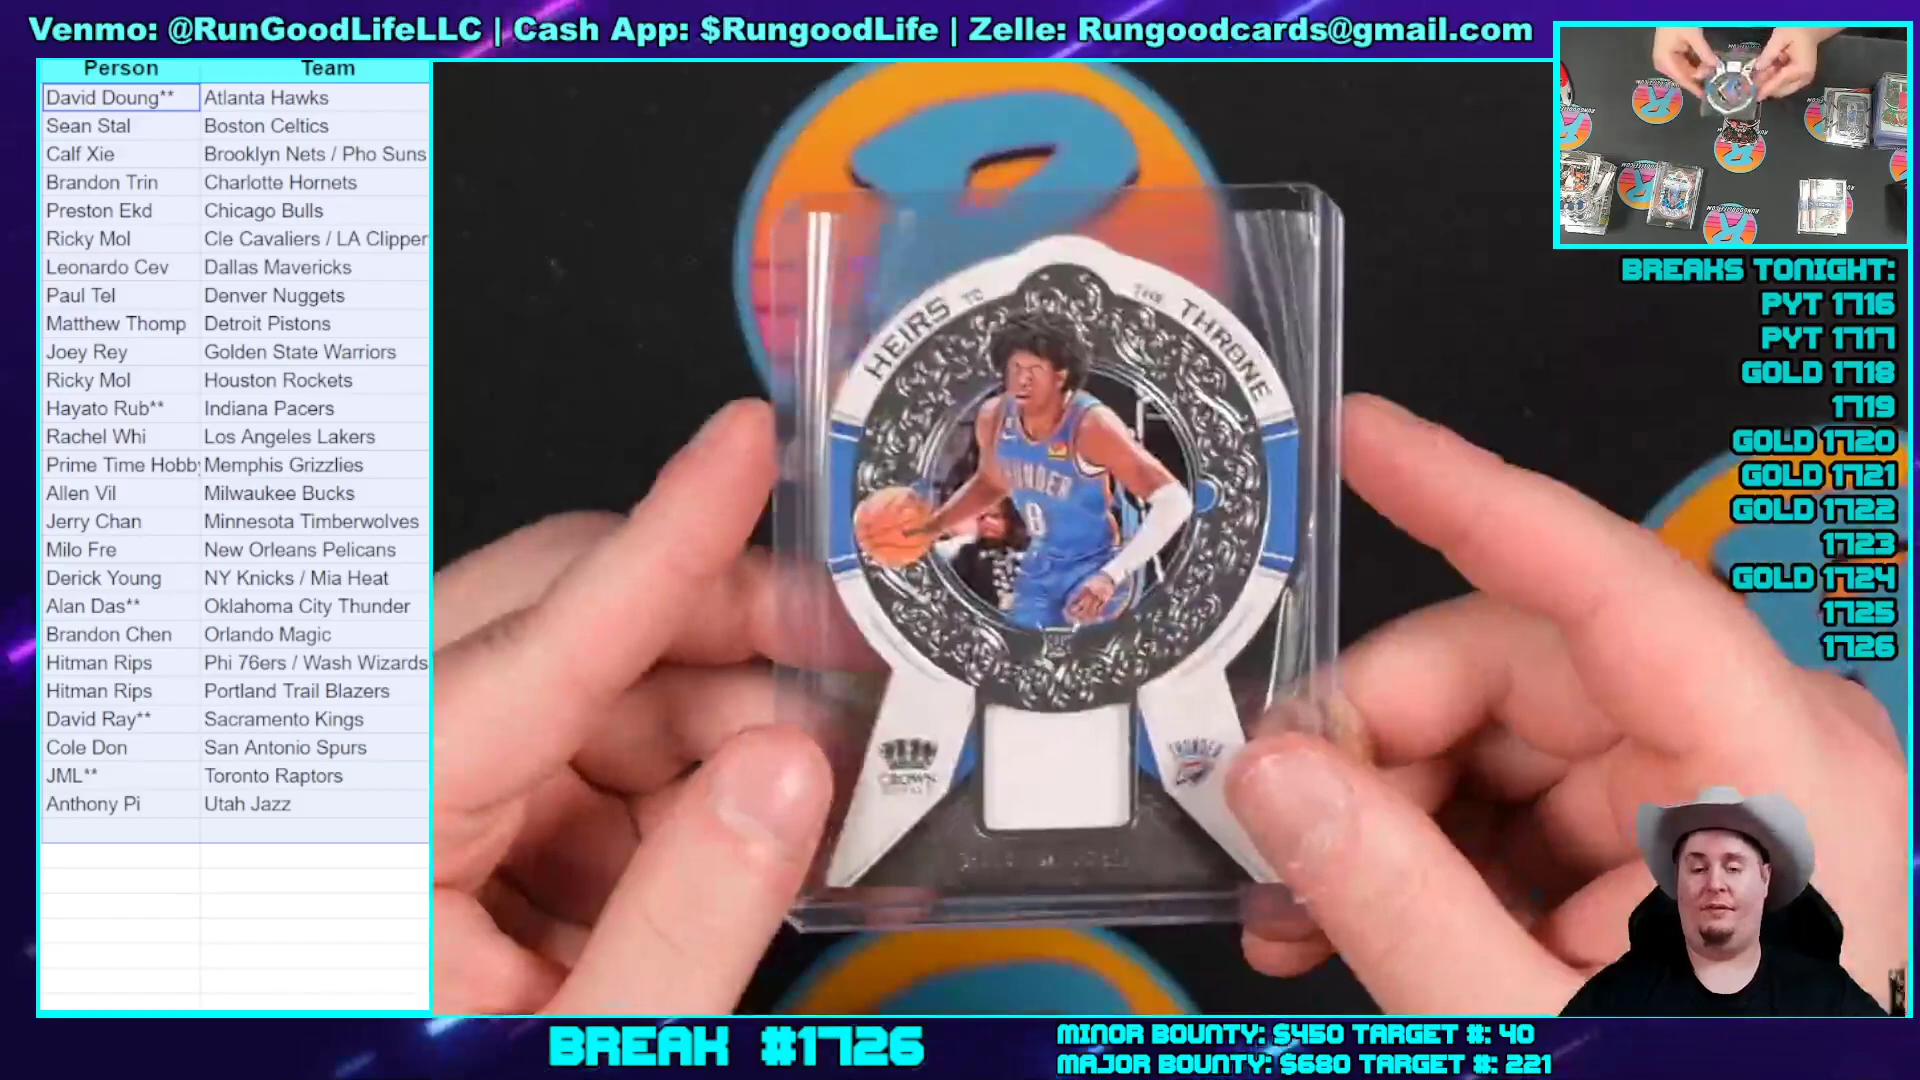 Venmo: @RunGoodLifeLLC | Cash App: $RungoodLife | Zelle: Rungoodcards@gmail.com
Person Team
David Doung** Atlanta Hawks
Sean Stal Boston Celtics
Calf Xie Brooklyn Nets / Pho Suns
Brandon Trin Charlotte Hornets
Preston Ekd Chicago Bulls
Ricky Mol Cle Cavaliers / LA Clipper
Leonardo Cev Dallas Mavericks
Paul Tel Denver Nuggets
Matthew Thomp Detroit Pistons
Joey Rey Golden State Warriors
Ricky Mol Houston Rockets
Hayato Rub** Indiana Pacers
Rachel Whi Los Angeles Lakers
Prime Time Hobby Memphis Grizzlies
Allen Vil Milwaukee Bucks
Jerry Chan Minnesota Timberwolves
Milo Fre New Orleans Pelicans
Derick Young NY Knicks / Mia Heat
Alan Das** Oklahoma City Thunder
Brandon Chen Orlando Magic
Hitman Rips Phi 76ers / Wash Wizards
Hitman Rips Portland Trail Blazers
David Ray** Sacramento Kings
Cole Don San Antonio Spurs
JML** Toronto Raptors
Anthony Pi Utah Jazz
HEIRS TO THE THRONE
THUNDER
8
CROWN
THUNDER
BREAKS TONIGHT:
PYT 1716
PYT 1717
GOLD 1718
1719
GOLD 1720
GOLD 1721
GOLD 1722
1723
GOLD 1724
1725
1726
BREAK #1726
MINOR BOUNTY: $450 TARGET #: 40
MAJOR BOUNTY: $680 TARGET #: 221